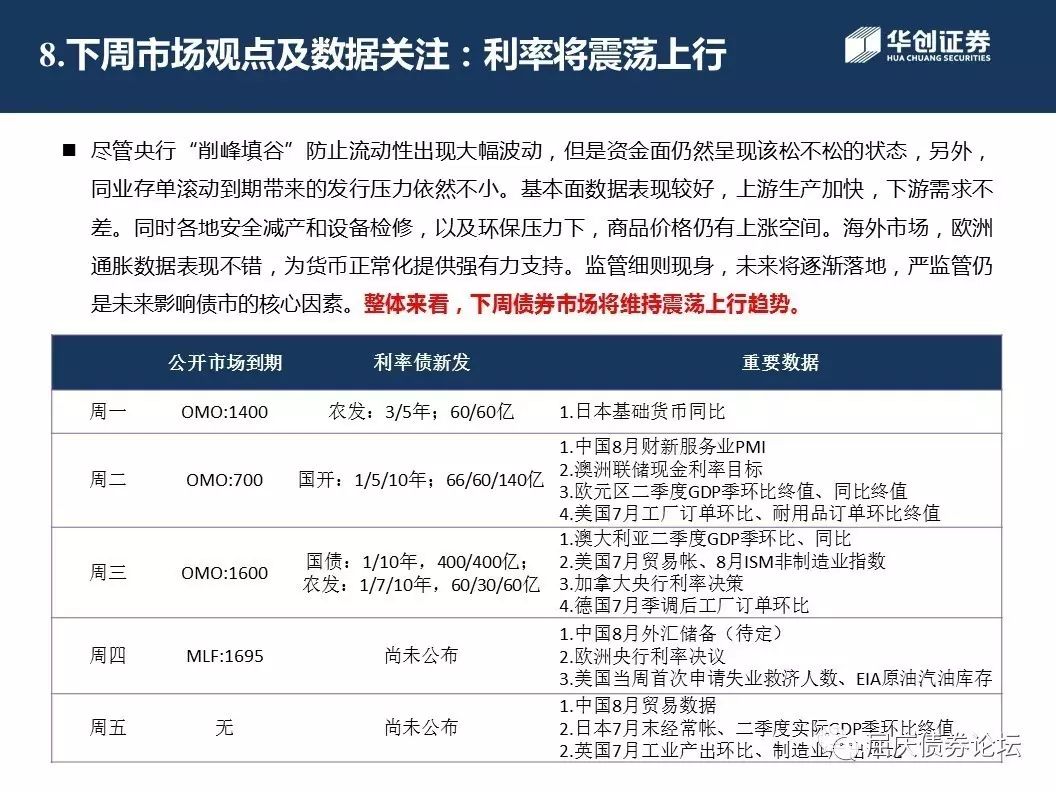 8.下周市场观点及数据关注：利率将震荡上行
华创证券
HUA CHUANG SECURITIES
■ 尽管央行“削峰填谷”防止流动性出现大幅波动，但是资金面仍然呈现该松不松的状态，另外，
同业存单滚动到期带来的发行压力依然不小。基本面数据表现较好，上游生产加快，下游需求不
差。同时各地安全减产和设备检修，以及环保压力下，商品价格仍有上涨空间。海外市场，欧洲
通胀数据表现不错，为货币正常化提供强有力支持。监管细则现身，未来将逐渐落地，严监管仍
是未来影响债市的核心因素。整体来看，下周债券市场将维持震荡上行趋势。
公开市场到期 利率债新发 重要数据
周一 OMO:1400 农发：3/5年；60/60亿 1.日本基础货币同比
周二 OMO:700 国开：1/5/10年；66/60/140亿
1.中国8月财新服务业PMI
2.澳洲联储现金利率目标
3.欧元区二季度GDP季环比终值、同比终值
4.美国7月工厂订单环比、耐用品订单环比终值
周三 OMO:1600
国债：1/10年，400/400亿；
农发：1/7/10年，60/30/60亿
1.澳大利亚二季度GDP季环比、同比
2.美国7月贸易帐、8月ISM非制造业指数
3.加拿大央行利率决策
4.德国7月季调后工厂订单环比
周四 MLF:1695 尚未公布
1.中国8月外汇储备（待定）
2.欧洲央行利率决议
3.美国当周首次申请失业救济人数、EIA原油汽油库存
周五 无 尚未公布
1.中国8月贸易数据
2.日本7月末经常帐、二季度实际GDP季环比终值
2.英国7月工业产出环比、制造业产出环比
屈庆债券论坛